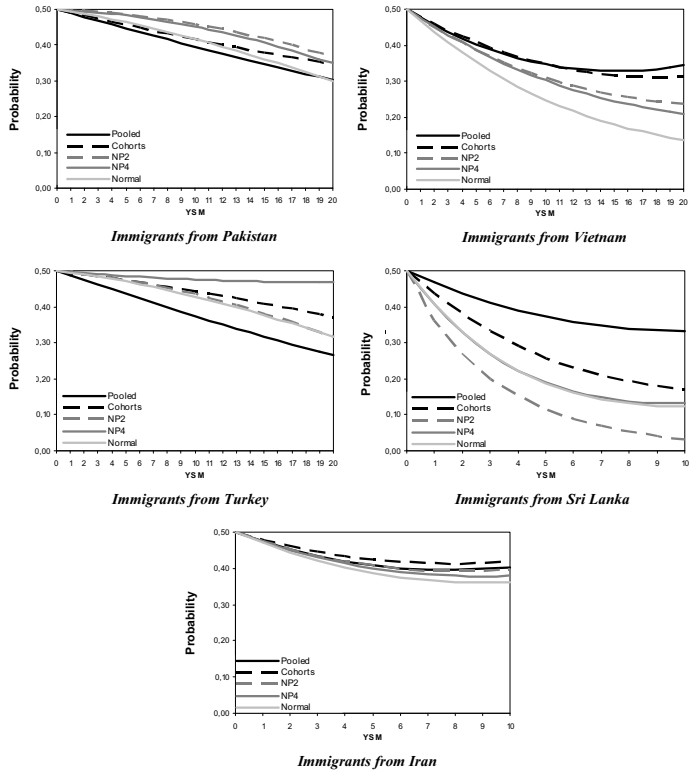 0,50
0,40
0,30
0,20
0,10
0,00
Probability
Pooled
Cohorts
NP2
NP4
Normal
0 1 2 3 4 5 6 7 8 9 10 11 12 13 14 15 16 17 18 19 20
YSM
Immigrants from Pakistan
0,50
0,40
0,30
0,20
0,10
0,00
Probability
Pooled
Cohorts
NP2
NP4
Normal
0 1 2 3 4 5 6 7 8 9 10 11 12 13 14 15 16 17 18 19 20
YSM
Immigrants from Vietnam
0,50
0,40
0,30
0,20
0,10
0,00
Probability
Pooled
Cohorts
NP2
NP4
Normal
0 1 2 3 4 5 6 7 8 9 10 11 12 13 14 15 16 17 18 19 20
YSM
Immigrants from Turkey
0,50
0,40
0,30
0,20
0,10
0,00
Probability
Pooled
Cohorts
NP2
NP4
Normal
0 1 2 3 4 5 6 7 8 9 10
YSM
Immigrants from Sri Lanka
0,50
0,40
0,30
0,20
0,10
0,00
Probability
Pooled
Cohorts
NP2
NP4
Normal
0 1 2 3 4 5 6 7 8 9 10
YSM
Immigrants from Iran